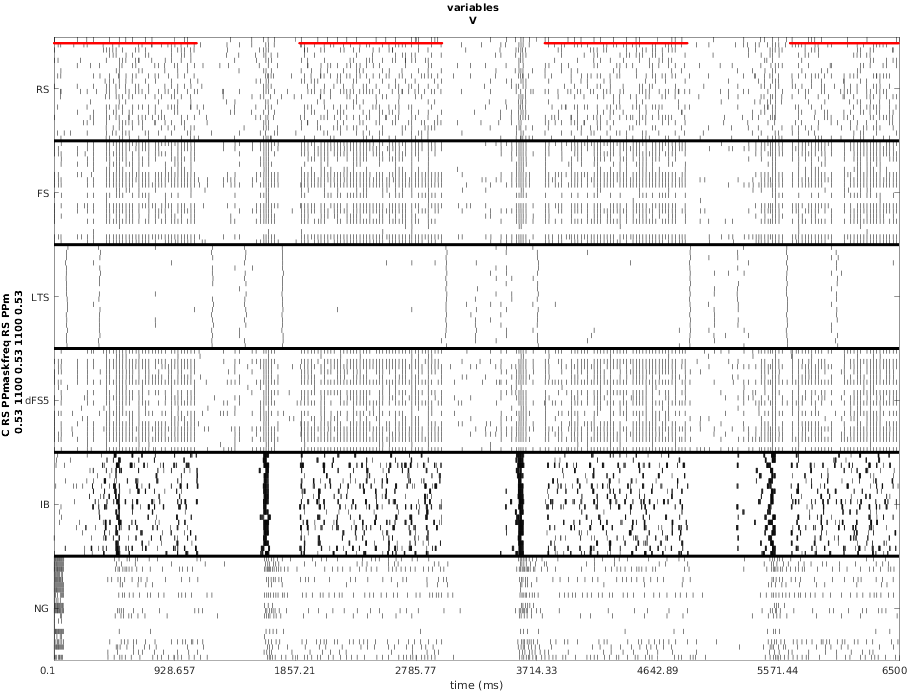 variables
V
RS
FS
LTS
dFS5
IB
NG
C RS PPmaskfreq RS PPm
0.53 1100 0.53 1100 0.53
0.1 928.657 1857.21 2785.77 3714.33 4642.89 5571.44 6500
time (ms)